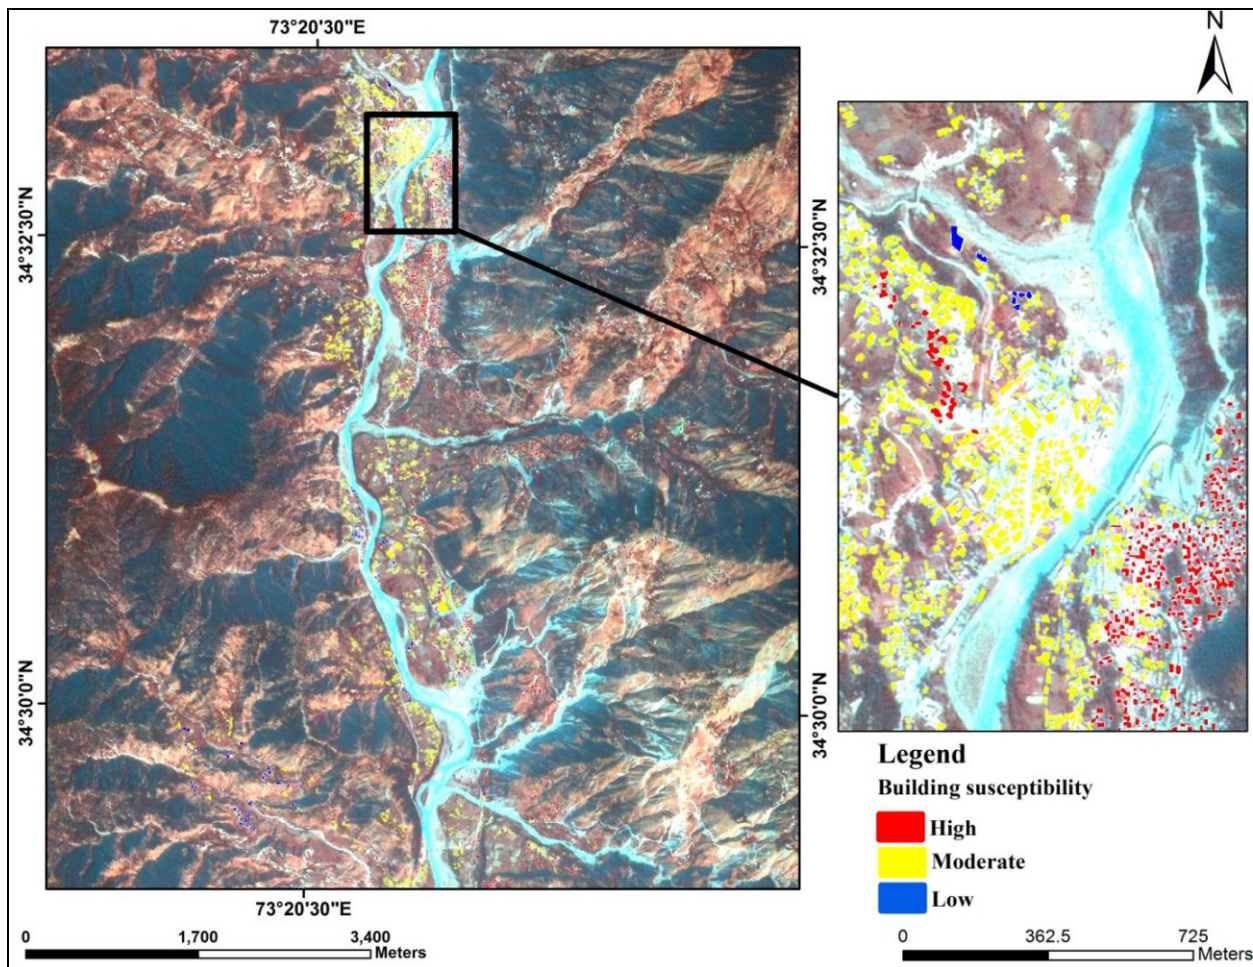 73°20'30"E
N
34°32'30"N
34°32'30"N
34°30'0"N
34°30'0"N
73°20'30"E
0 1,700 3,400
Meters
Legend
Building susceptibility
High
Moderate
Low
0 362.5 725
Meters